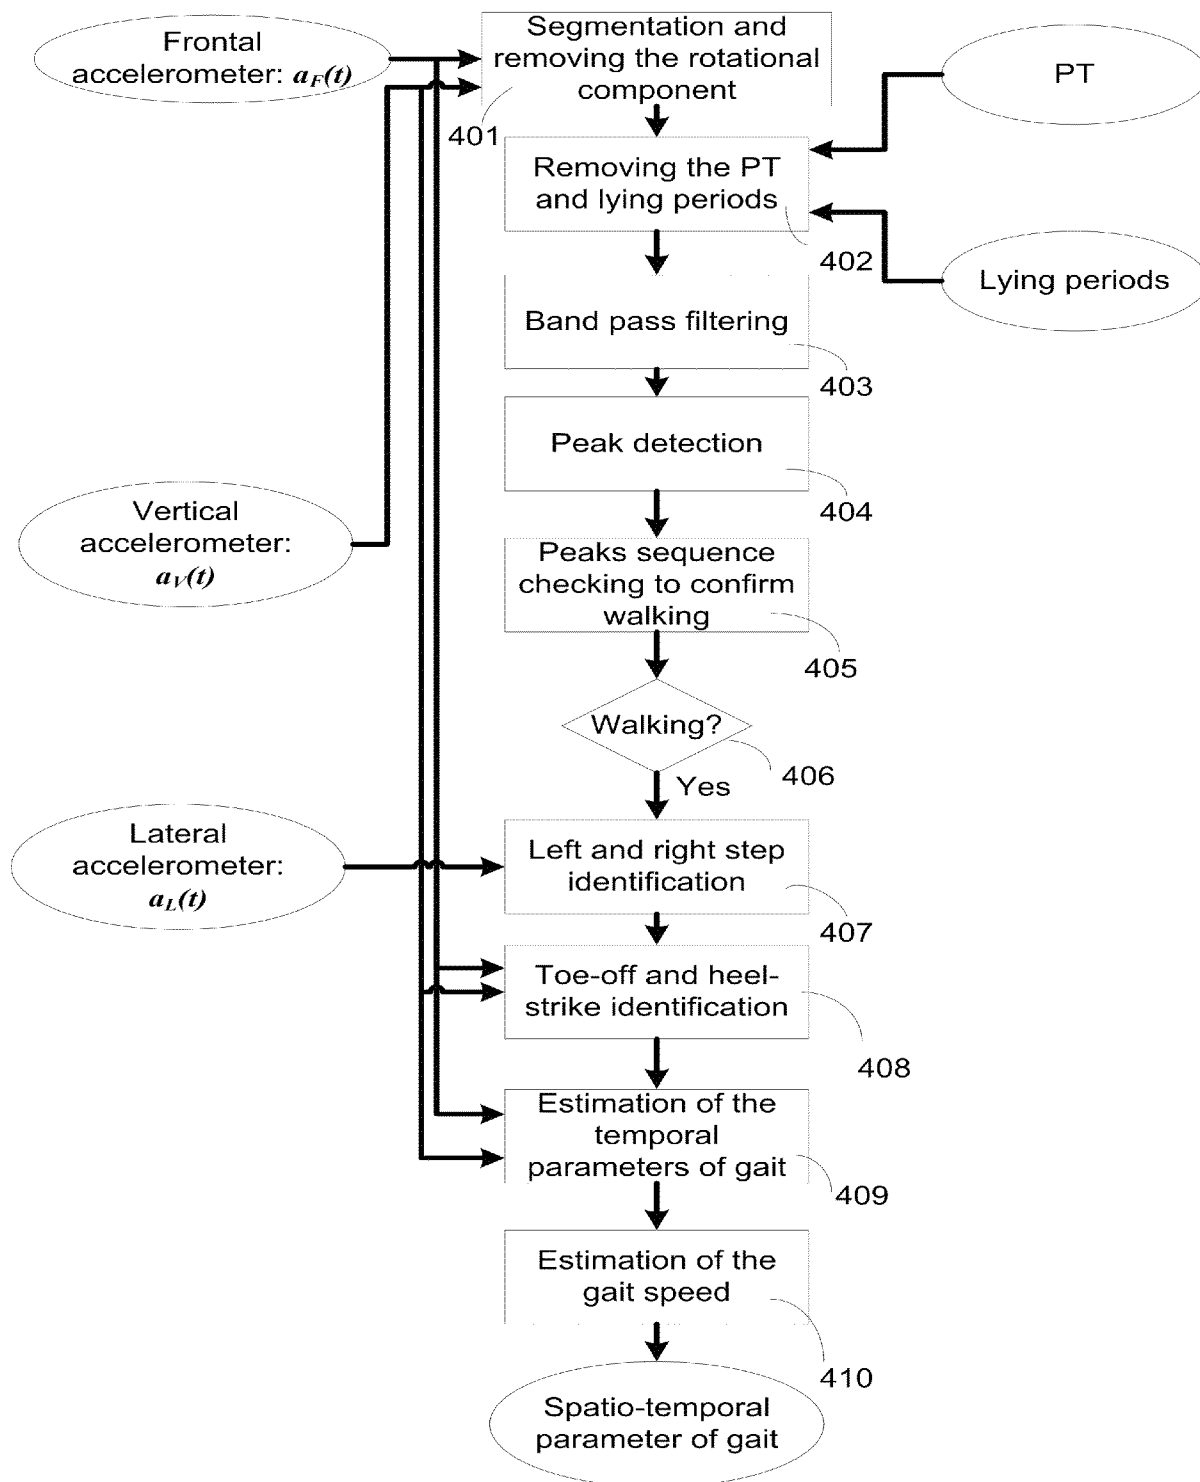 Frontal
accelerometer: aF(t)
Segmentation and
removing the rotational
component
401
PT
Removing the PT
and lying periods
402
Lying periods
Band pass filtering
403
Peak detection
404
Vertical
accelerometer:
aV(t)
Peaks sequence
checking to confirm
walking
405
Walking?
406
Yes
Lateral
accelerometer:
aL(t)
Left and right step
identification
407
Toe-off and heel-
strike identification
408
Estimation of the
temporal
parameters of gait
409
Estimation of the
gait speed
410
Spatio-temporal
parameter of gait